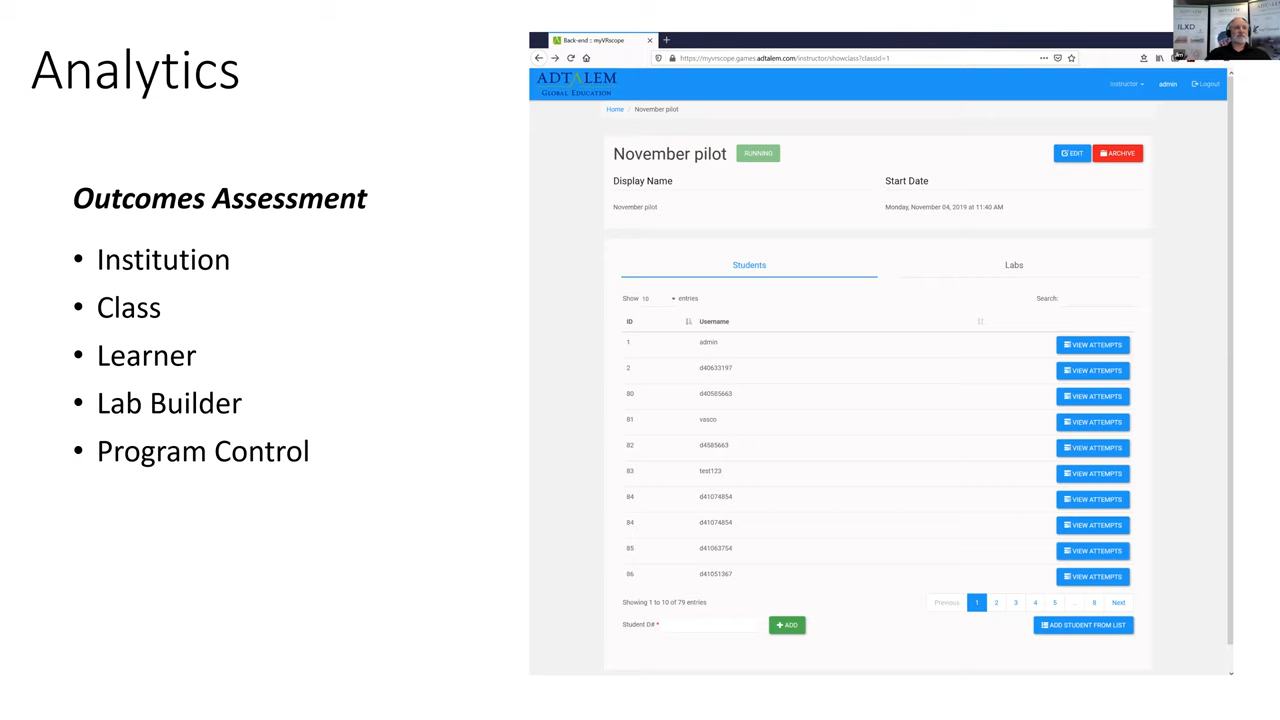 Analytics
Outcomes Assessment
• Institution
• Class
• Learner
• Lab Builder
• Program Control
Back-end :: myVRscope
https://myvrscope.games.adtalem.com/instructor/showclass?classid=1
ADTALEM
GLOBAL EDUCATION
Instructor
admin
Logout
Home / November pilot
November pilot RUNNING EDIT ARCHIVE
Display Name Start Date
November pilot Monday, November 04, 2019 at 11:40 AM
Students Labs
Show 10 entries Search:
ID Username
1 admin VIEW ATTEMPTS
2 d40633197 VIEW ATTEMPTS
80 d40585663 VIEW ATTEMPTS
81 vasco VIEW ATTEMPTS
82 d4585663 VIEW ATTEMPTS
83 test123 VIEW ATTEMPTS
84 d41074854 VIEW ATTEMPTS
84 d41074854 VIEW ATTEMPTS
85 d41063754 VIEW ATTEMPTS
86 d41051367 VIEW ATTEMPTS
Showing 1 to 10 of 79 entries Previous 1 2 3 4 5 ... 8 Next
Student D# * + ADD ADD STUDENT FROM LIST
ILXD